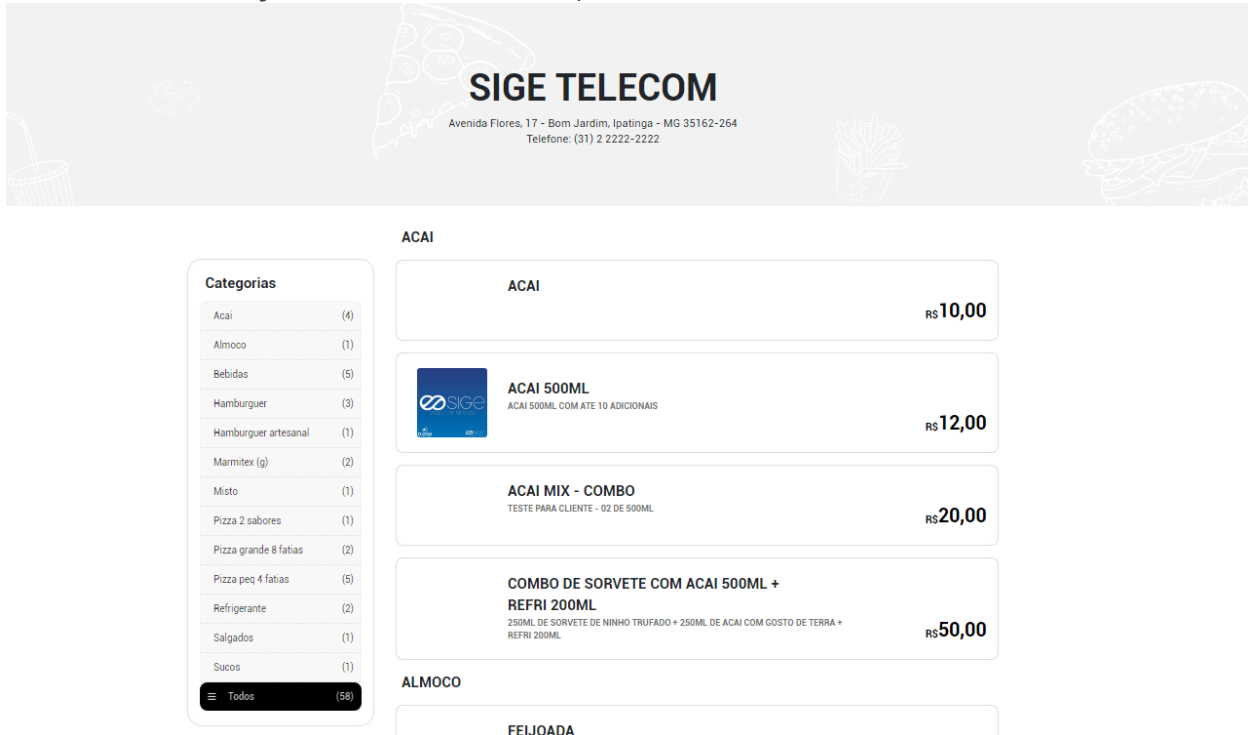 SIGE TELECOM
Avenida Flores, 17 - Bom Jardim, Ipatinga - MG 35162-264
Telefone: (31) 2 2222-2222
Categorias
Acai (4)
Almoco (1)
Bebidas (5)
Hamburguer (3)
Hamburguer artesanal (1)
Marmitex (g) (2)
Misto (1)
Pizza 2 sabores (1)
Pizza grande 8 fatias (2)
Pizza peq 4 fatias (5)
Refrigerante (2)
Salgados (1)
Sucos (1)
Todos (58)
ACAI
ACAI
R$10,00
SIGe
ACAI 500ML
ACAI 500ML COM ATE 10 ADICIONAIS
R$12,00
ACAI MIX - COMBO
TESTE PARA CLIENTE - 02 DE 500ML
R$20,00
COMBO DE SORVETE COM ACAI 500ML +
REFRI 200ML
250ML DE SORVETE DE NINHO TRUFADO + 250ML DE ACAI COM GOSTO DE TERRA +
REFRI 200ML
R$50,00
ALMOCO
FEIJOADA